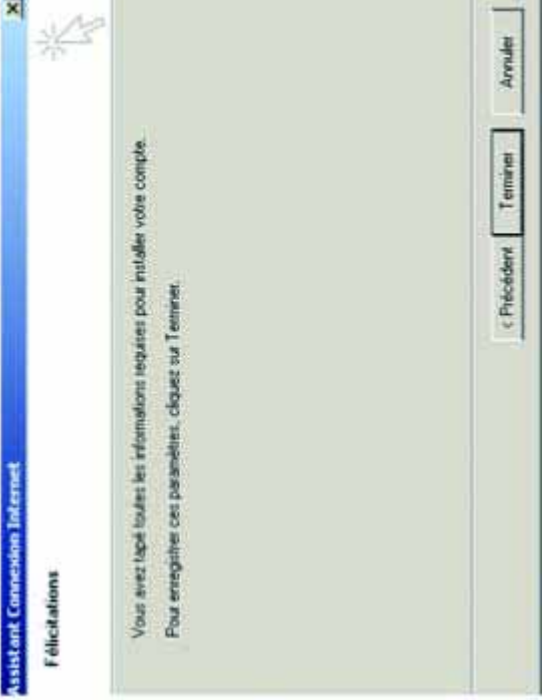 Assistant Connexion Internet
Félicitations
Vous avez tapé toutes les informations requises pour installer votre compte.
Pour enregistrer ces paramètres, cliquez sur Terminer.
< Précédent
Terminer
Annuler